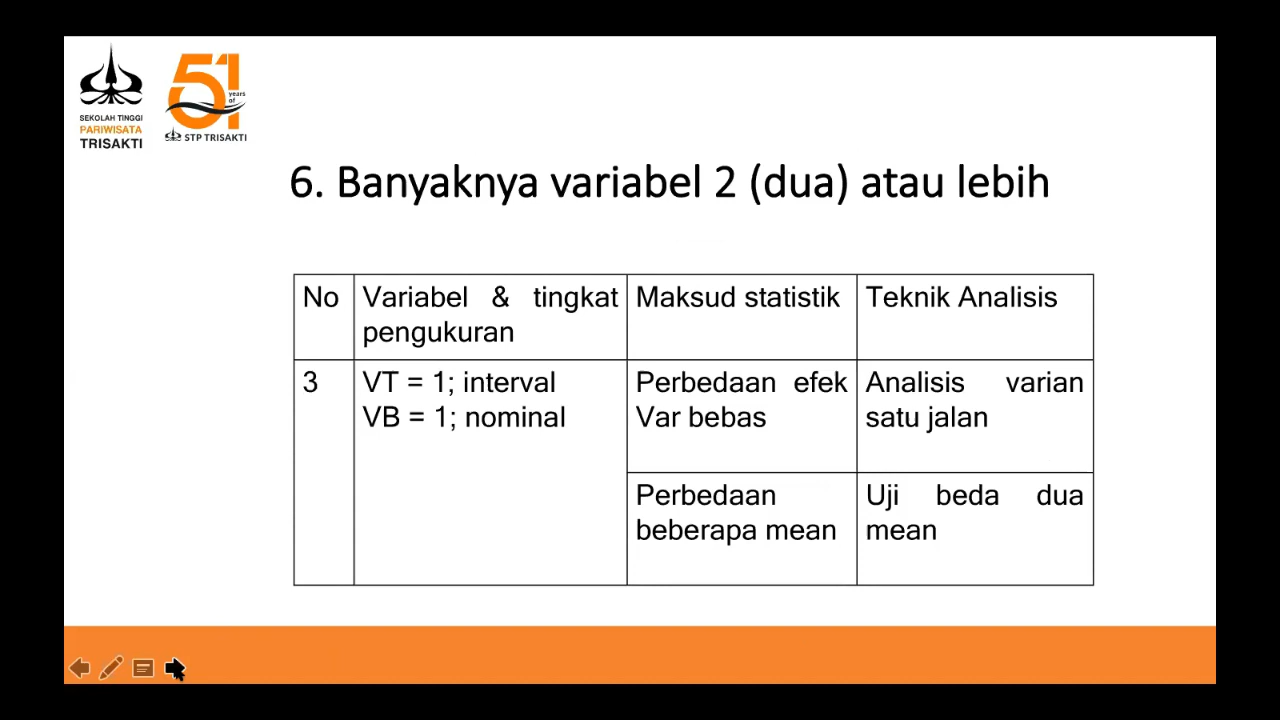 SEKOLAH TINGGI
PARIWISATA
TRISAKTI
51
years
of
STP TRISAKTI
6. Banyaknya variabel 2 (dua) atau lebih
No
Variabel & tingkat
pengukuran
Maksud statistik
Teknik Analisis
3
VT = 1; interval
VB = 1; nominal
Perbedaan efek
Var bebas
Analisis varian
satu jalan
Perbedaan
beberapa mean
Uji beda dua
mean